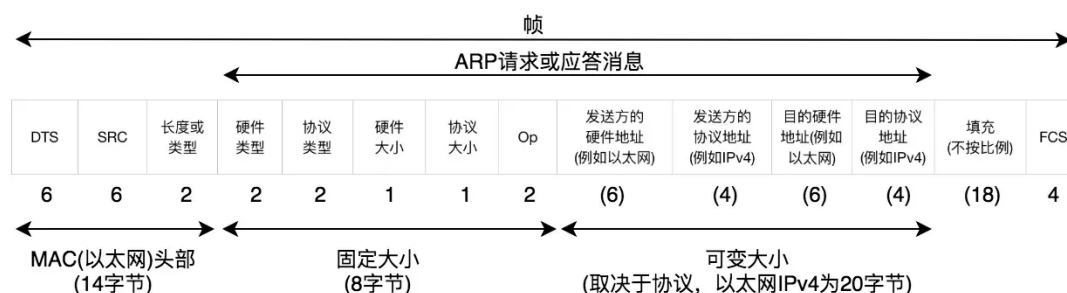 帧
ARP请求或应答消息
DTS
SRC
长度或
类型
硬件
类型
协议
类型
硬件
大小
协议
大小
Op
发送方的
硬件地址
(例如以太网)
发送方的
协议地址
(例如IPv4)
目的硬件
地址(例如
以太网)
目的协议
地址
(例如IPv4)
填充
(不按比例)
FCS
6 6 2 2 2 1 1 2 (6) (4) (6) (4) (18) 4
MAC(以太网)头部
(14字节)
固定大小
(8字节)
可变大小
(取决于协议，以太网IPv4为20字节)